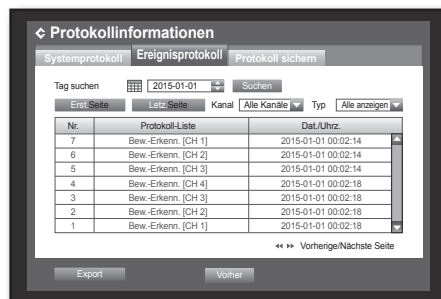 Protokollinformationen
Systemprotokoll Ereignisprotokoll Protokoll sichern
Tag suchen 2015-01-01 Suchen
Erst.Seite Letz.Seite Kanal Alle Kanäle Typ Alle anzeigen
Nr. Protokoll-Liste Dat./Uhrz.
7 Bew.-Erkenn. [CH 1] 2015-01-01 00:02:14
6 Bew.-Erkenn. [CH 2] 2015-01-01 00:02:14
5 Bew.-Erkenn. [CH 3] 2015-01-01 00:02:14
4 Bew.-Erkenn. [CH 4] 2015-01-01 00:02:18
3 Bew.-Erkenn. [CH 3] 2015-01-01 00:02:18
2 Bew.-Erkenn. [CH 2] 2015-01-01 00:02:18
1 Bew.-Erkenn. [CH 1] 2015-01-01 00:02:18
Vorherige/Nächste Seite
Export Vorher